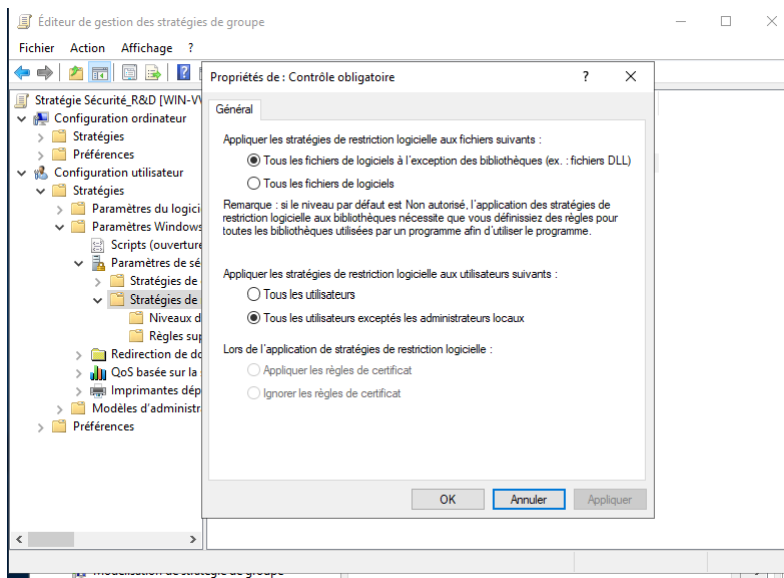 Éditeur de gestion des stratégies de groupe
Fichier Action Affichage ?
Stratégie Sécurité_R&D [WIN-V
Configuration ordinateur
Stratégies
Préférences
Configuration utilisateur
Stratégies
Paramètres du logici
Paramètres Windows
Scripts (ouverture
Paramètres de sé
Stratégies de
Stratégies de
Niveaux d
Règles sup
Redirection de do
QoS basée sur la
Imprimantes dép
Modèles d'administr
Préférences
Propriétés de : Contrôle obligatoire ?
Général
Appliquer les stratégies de restriction logicielle aux fichiers suivants :
Tous les fichiers de logiciels à l'exception des bibliothèques (ex. : fichiers DLL)
Tous les fichiers de logiciels
Remarque : si le niveau par défaut est Non autorisé, l'application des stratégies de
restriction logicielle aux bibliothèques nécessite que vous définissiez des règles pour
toutes les bibliothèques utilisées par un programme afin d'utiliser le programme.
Appliquer les stratégies de restriction logicielle aux utilisateurs suivants :
Tous les utilisateurs
Tous les utilisateurs exceptés les administrateurs locaux
Lors de l'application de stratégies de restriction logicielle :
Appliquer les règles de certificat
Ignorer les règles de certificat
OK Annuler Appliquer
Modélisation de stratégie de groupe